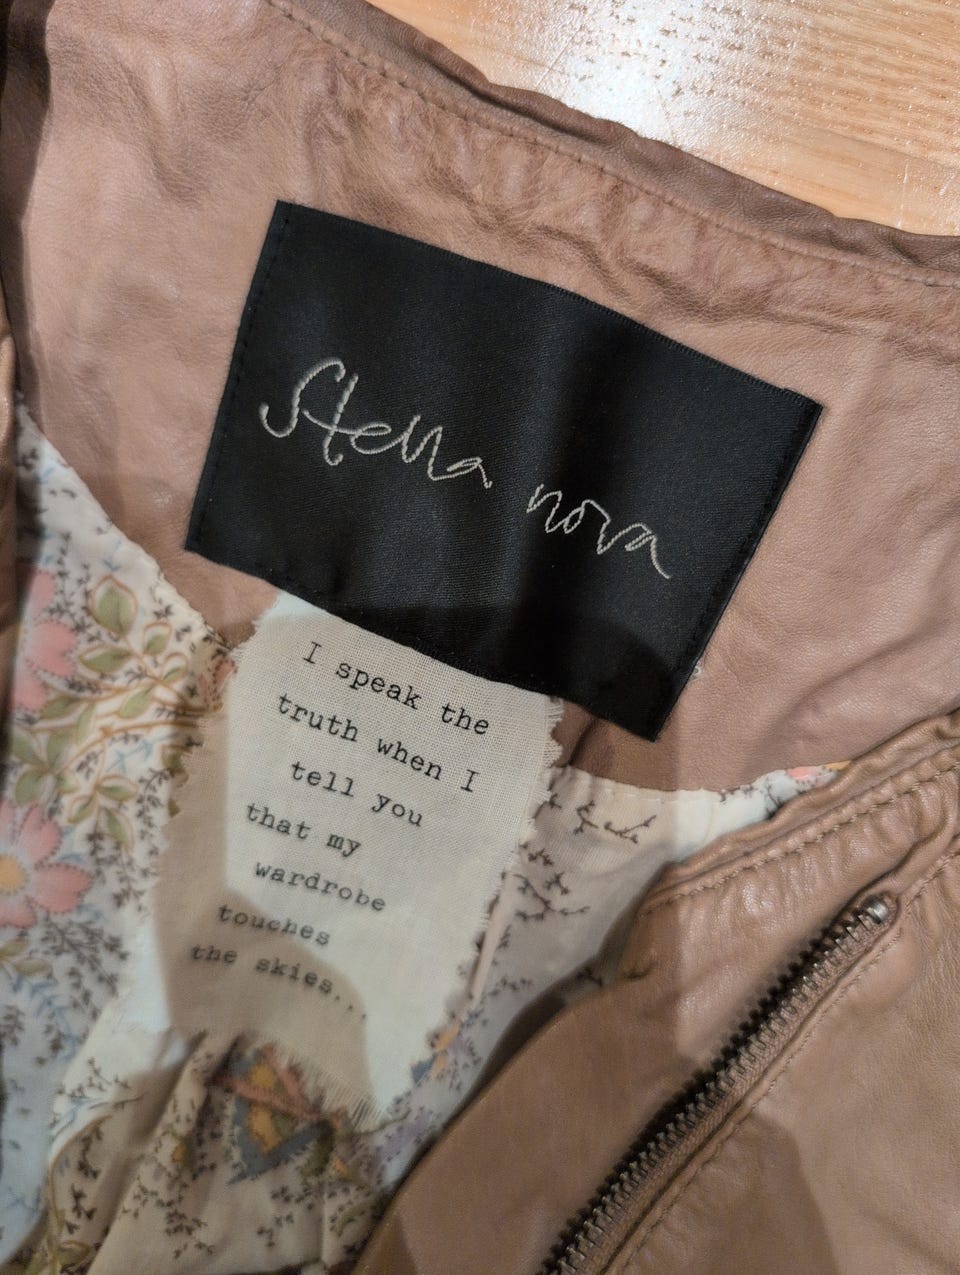 Stella nova
I speak the
truth when I
tell you
that my
wardrobe
touches
the skies...